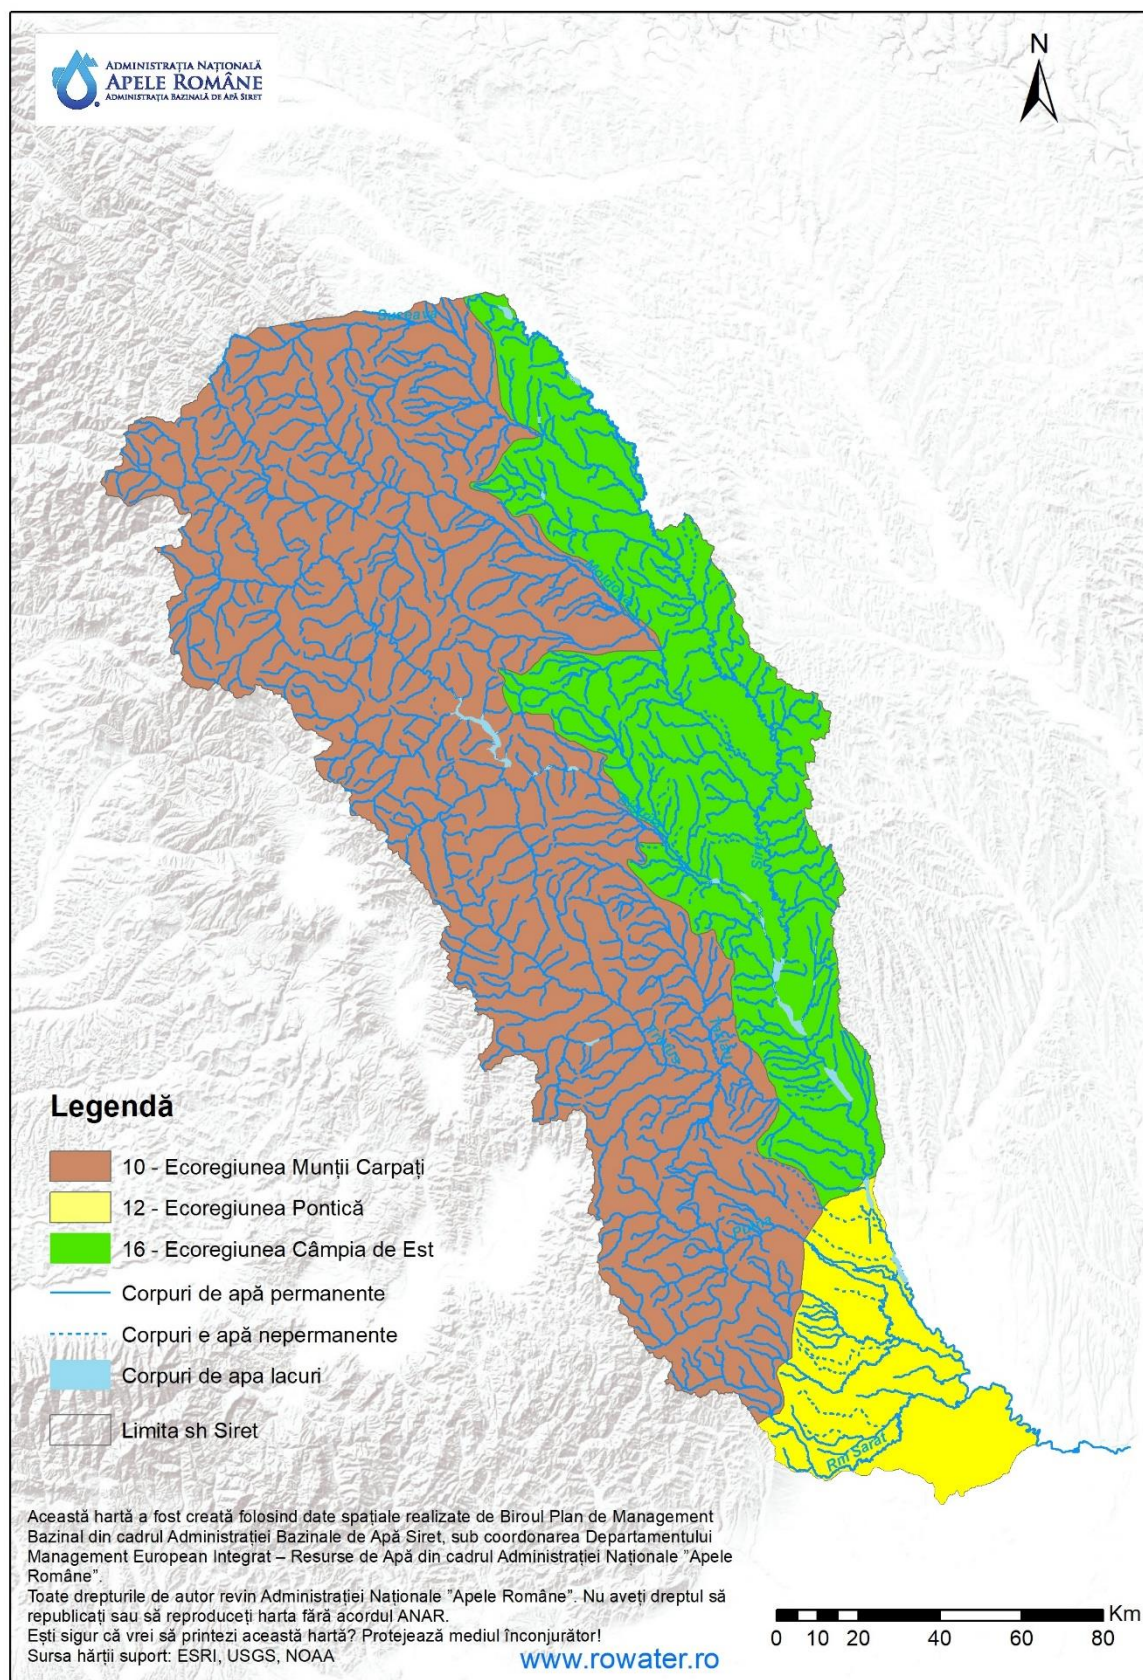 ADMINISTRAȚIA NAȚIONALĂ
APELE ROMÂNE
ADMINISTRAȚIA BAZINALĂ DE APĂ SIRET
N
Suceava
Moldova
Siret
Trotuș
Tazlău
Putna
Rm Sarat
Legendă
10 - Ecoregiunea Munții Carpați
12 - Ecoregiunea Pontică
16 - Ecoregiunea Câmpia de Est
Corpuri de apă permanente
Corpuri e apă nepermanente
Corpuri de apa lacuri
Limita sh Siret
Această hartă a fost creată folosind date spațiale realizate de Biroul Plan de Management
Bazinal din cadrul Administrației Bazinale de Apă Siret, sub coordonarea Departamentului
Management European Integrat – Resurse de Apă din cadrul Administrației Naționale "Apele
Române".
Toate drepturile de autor revin Administrației Naționale "Apele Române". Nu aveți dreptul să
republicați sau să reproduceți harta fără acordul ANAR.
Ești sigur că vrei să printezi această hartă? Protejează mediul înconjurător!
Sursa hărții suport: ESRI, USGS, NOAA
www.rowater.ro
Km
0 10 20 40 60 80